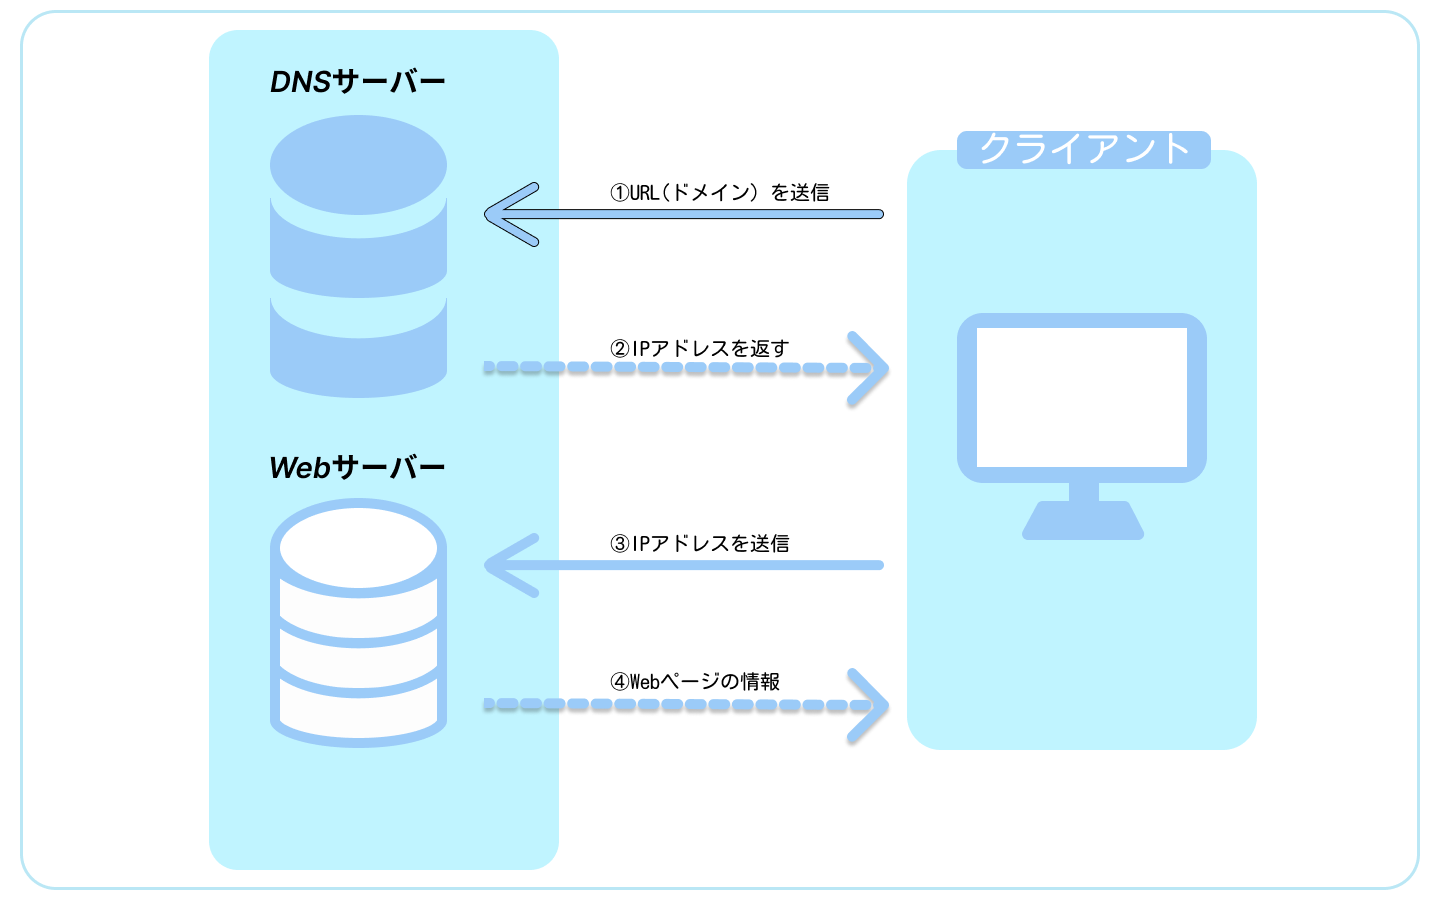 DNSサーバー
クライアント
①URL(ドメイン) を送信
②IPアドレスを返す
Webサーバー
③IPアドレスを送信
④Webページの情報